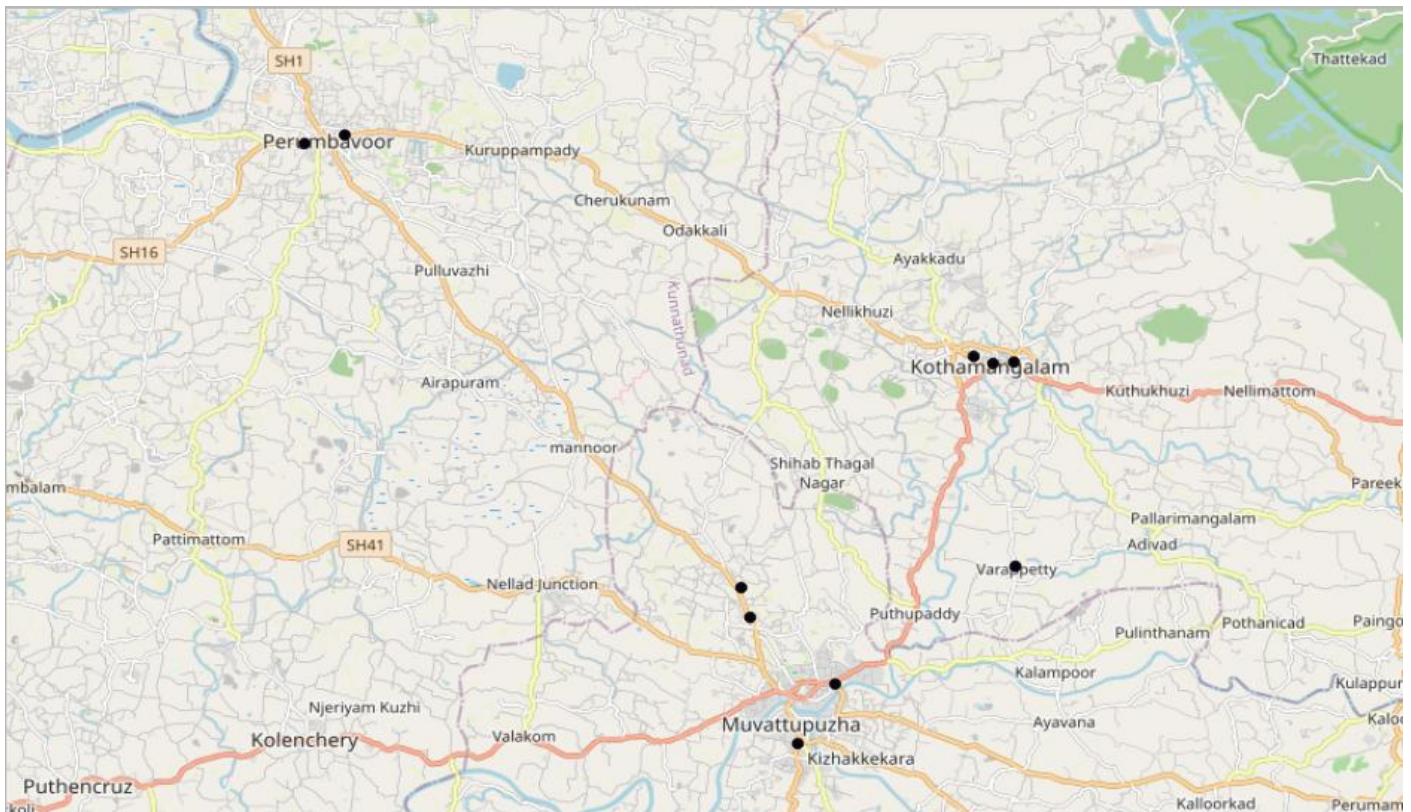 Thattekad
SH1
Perumbavoor
Kuruppampady
Cherukunam
Odakkali
SH16
Ayakkadu
Pulluvazhi
Kunnathunad
Nellikhuzi
Kothamangalam
Airapuram
Kuthukhuzi
Nellimattom
mannoor
Shihab Thagal
Nagar
mbalam
Pareek
Pallarimangalam
Pattimattom
SH41
Adivad
Nellad Junction
Varappetty
Puthupaddy
Pothanicad
Paingo
Pulinthanam
Kalampoor
Kulappur
Njeriyam Kuzhi
Muvattupuzha
Ayavana
Kaloo
Kolenchery
Valakom
Kizhakkekara
Puthencruz
koli
Kalloorkad
Perumam